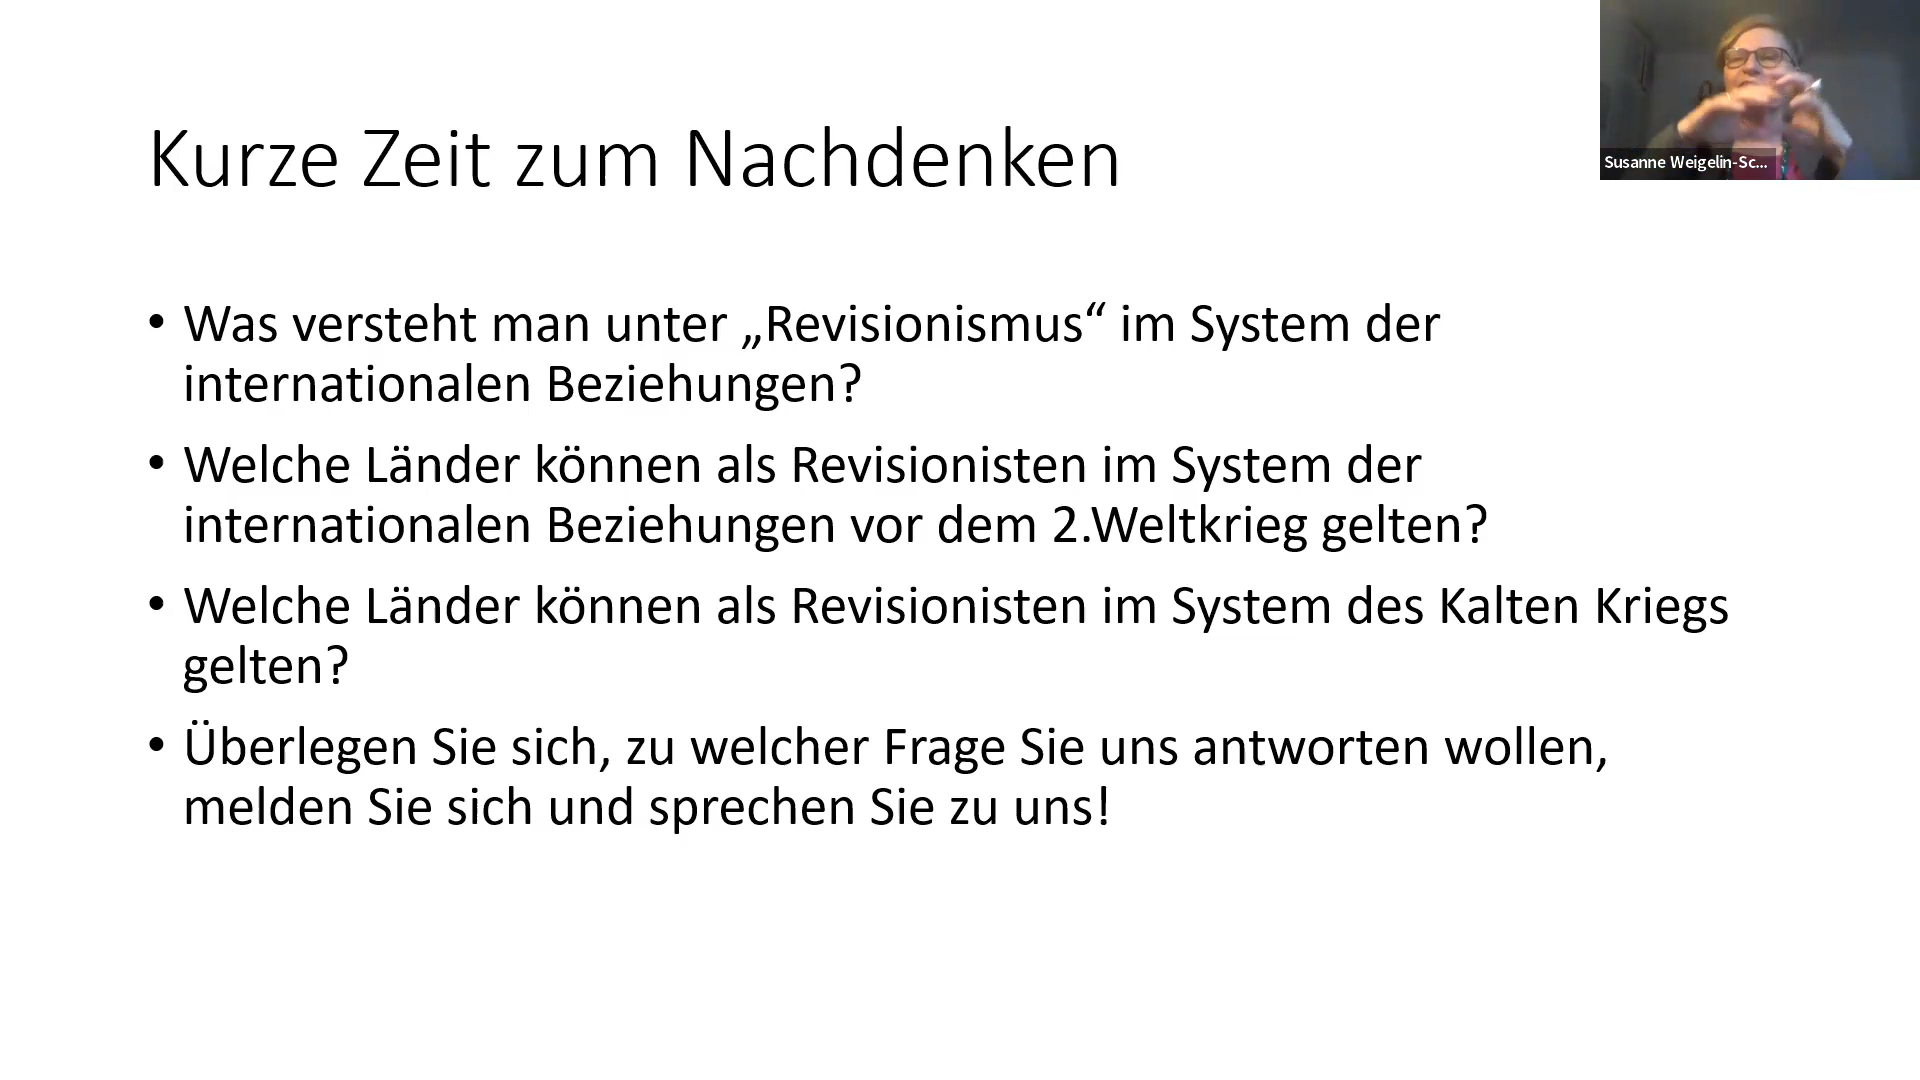 Kurze Zeit zum Nachdenken
Susanne Weigelin-Sc...
• Was versteht man unter „Revisionismus“ im System der
internationalen Beziehungen?
• Welche Länder können als Revisionisten im System der
internationalen Beziehungen vor dem 2.Weltkrieg gelten?
• Welche Länder können als Revisionisten im System des Kalten Kriegs
gelten?
• Überlegen Sie sich, zu welcher Frage Sie uns antworten wollen,
melden Sie sich und sprechen Sie zu uns!